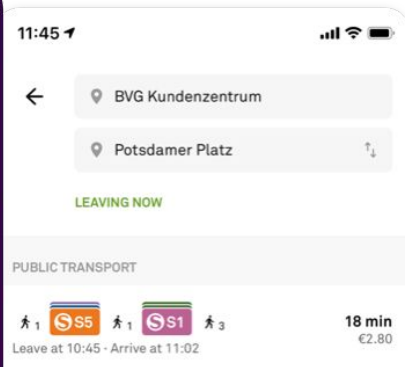 11:45
BVG Kundenzentrum
Potsdamer Platz
LEAVING NOW
PUBLIC TRANSPORT
1 S S5 1 S S1 3 18 min
€2.80
Leave at 10:45 - Arrive at 11:02